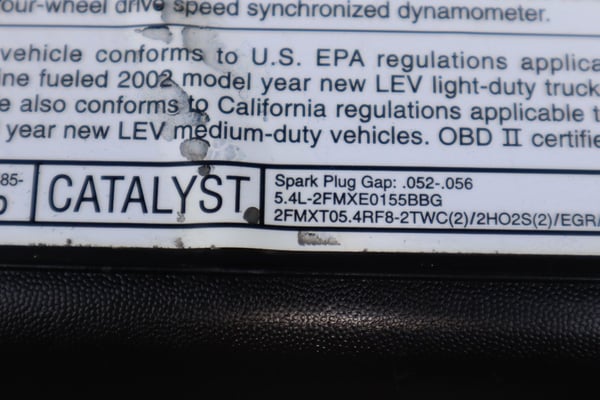 four-wheel drive speed synchronized dynamometer.
vehicle conforms to U.S. EPA regulations applica
ine fueled 2002 model year new LEV light-duty truck
e also conforms to California regulations applicable t
year new LEV medium-duty vehicles. OBD II certifie
85-
CATALYST
Spark Plug Gap: .052-.056
5.4L-2FMXE0155BBG
2FMXT05.4RF8-2TWC(2)/2HO2S(2)/EGR/